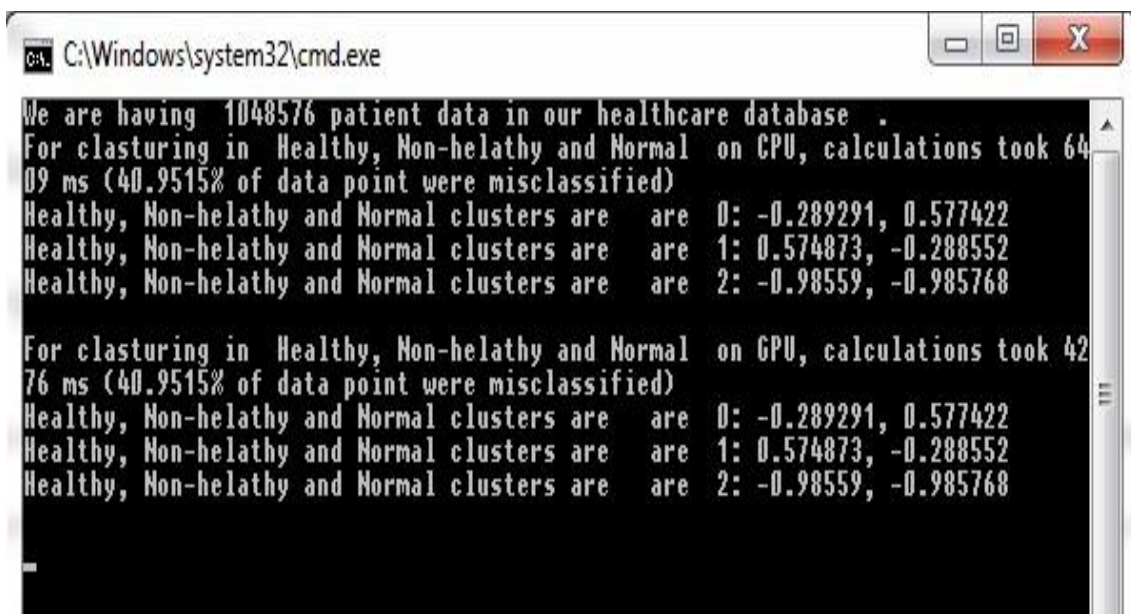 C:\Windows\system32\cmd.exe
We are having  1048576 patient data in our healthcare database  .
For clasturing in  Healthy, Non-helathy and Normal  on CPU, calculations took 64
09 ms (40.9515% of data point were misclassified)
Healthy, Non-helathy and Normal clusters are   are  0: -0.289291, 0.577422
Healthy, Non-helathy and Normal clusters are   are  1: 0.574873, -0.288552
Healthy, Non-helathy and Normal clusters are   are  2: -0.98559, -0.985768
For clasturing in  Healthy, Non-helathy and Normal  on GPU, calculations took 42
76 ms (40.9515% of data point were misclassified)
Healthy, Non-helathy and Normal clusters are   are  0: -0.289291, 0.577422
Healthy, Non-helathy and Normal clusters are   are  1: 0.574873, -0.288552
Healthy, Non-helathy and Normal clusters are   are  2: -0.98559, -0.985768